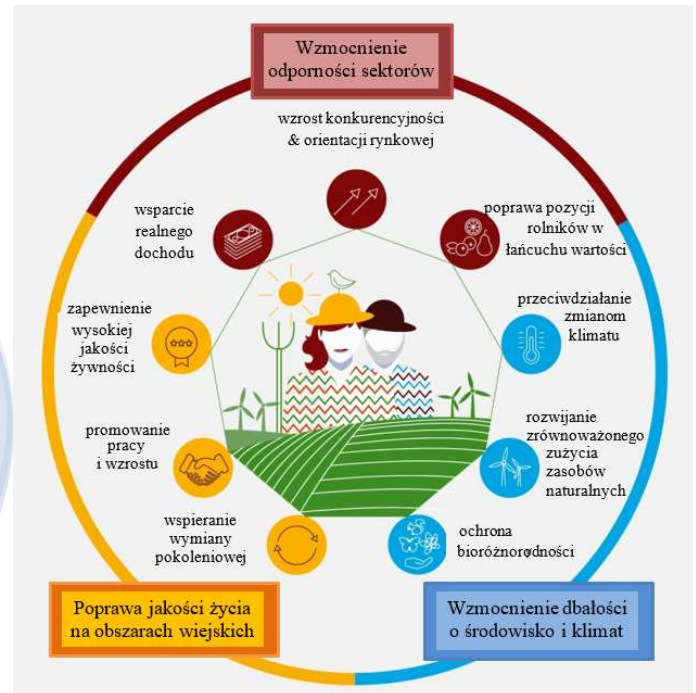 Wzmocnienie
odporności sektorów
wzrost konkurencyjności
& orientacji rynkowej
wsparcie
realnego
dochodu
poprawa pozycji
rolników w
łańcuchu wartości
zapewnienie
wysokiej
jakości
żywności
przeciwdziałanie
zmianom
klimatu
promowanie
pracy
i wzrostu
rozwijanie
zrównoważonego
zużycia
zasobów
naturalnych
wspieranie
wymiany
pokoleniowej
ochrona
bioróżnorodności
Poprawa jakości życia
na obszarach wiejskich
Wzmocnienie dbałości
o środowisko i klimat